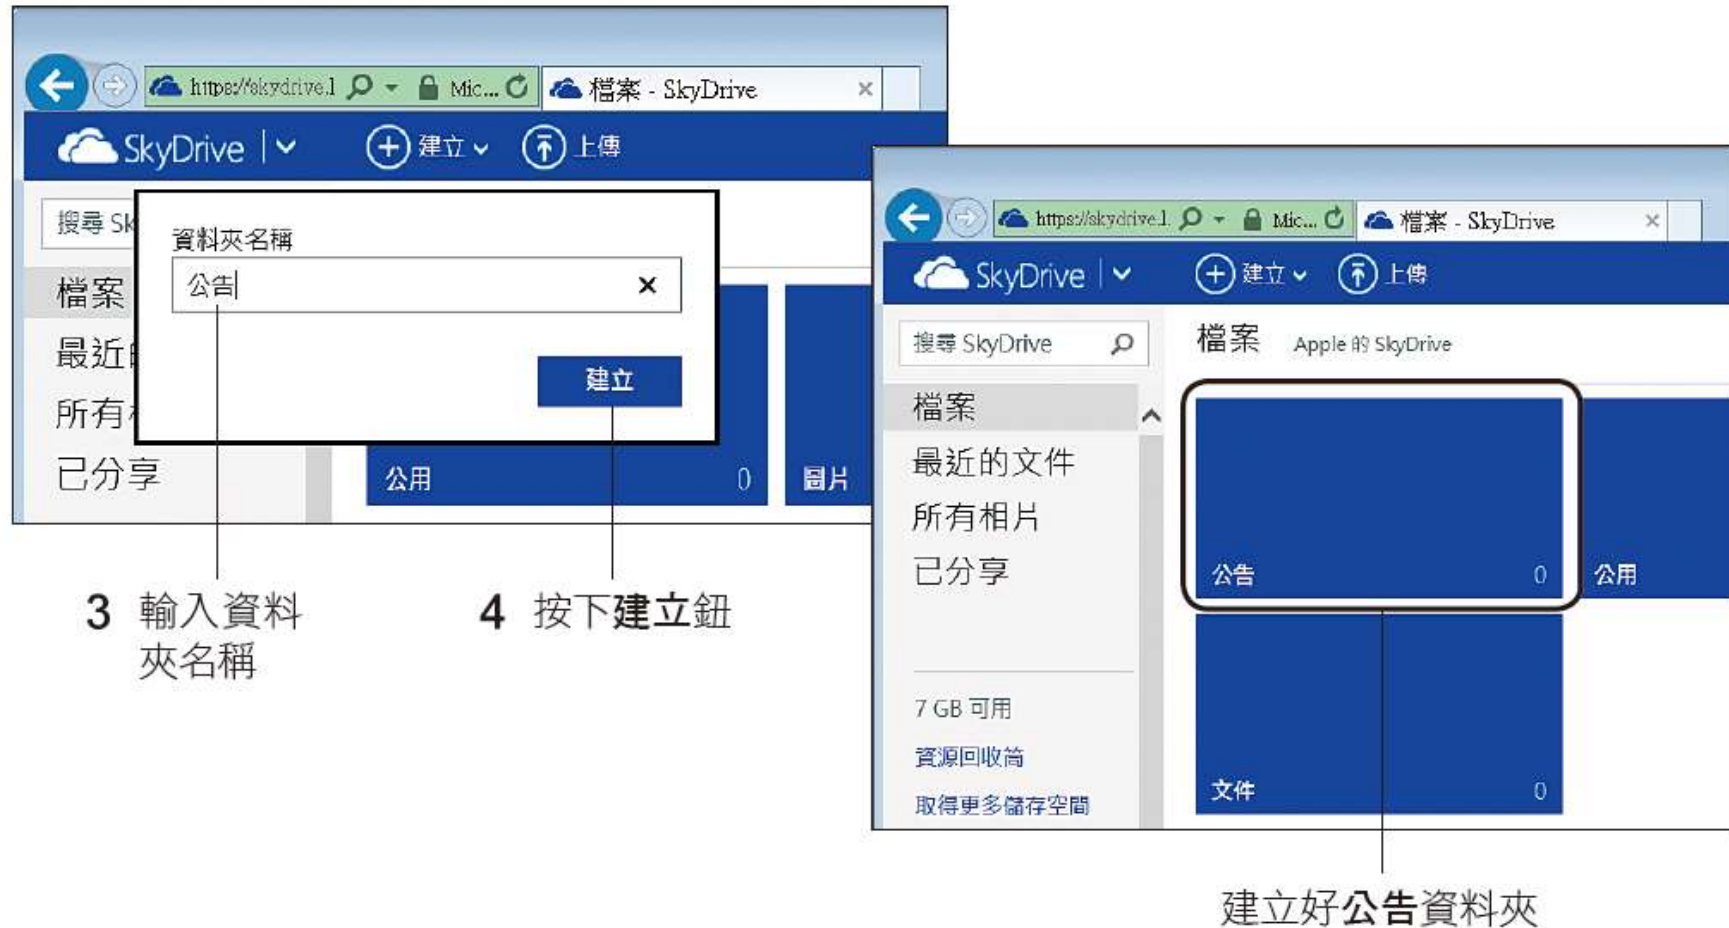 https://skydrive.l
Mic...
檔案 - SkyDrive
SkyDrive
建立
上傳
搜尋 Sk
檔案
最近
所有
已分享
資料夾名稱
公告
建立
公用 0
圖片
3 輸入資料
夾名稱
4 按下建立鈕
https://skydrive.l
Mic...
檔案 - SkyDrive
SkyDrive
建立
上傳
搜尋 SkyDrive
檔案
最近的文件
所有相片
已分享
7 GB 可用
資源回收筒
取得更多儲存空間
檔案 Apple 的 SkyDrive
公告 0
公用
文件 0
建立好公告資料夾